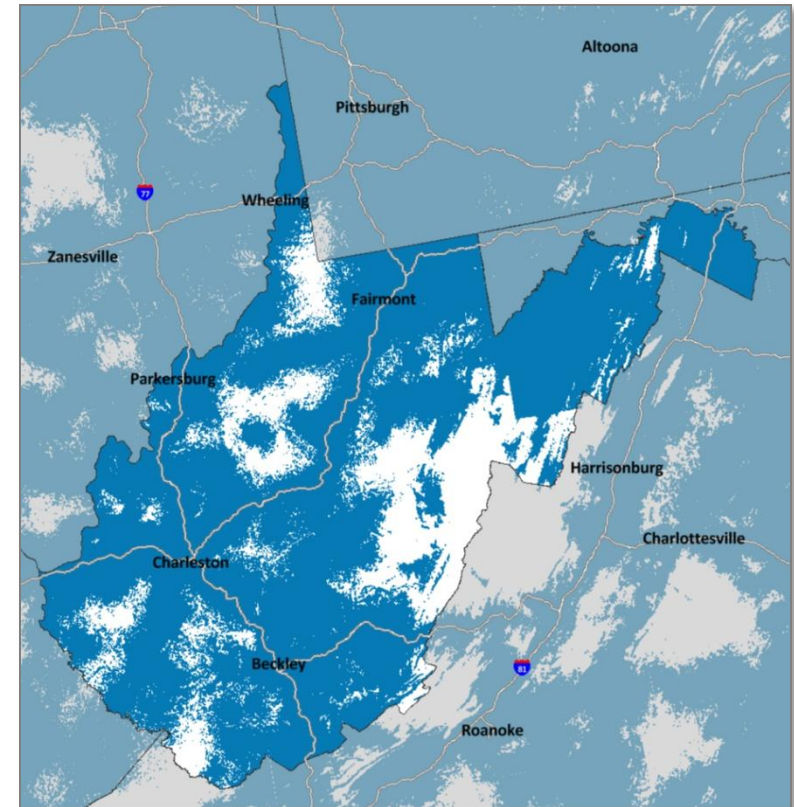 Altoona
Pittsburgh
77
Wheeling
Zanesville
Fairmont
Parkersburg
Harrisonburg
Charlottesville
Charleston
Beckley
81
Roanoke